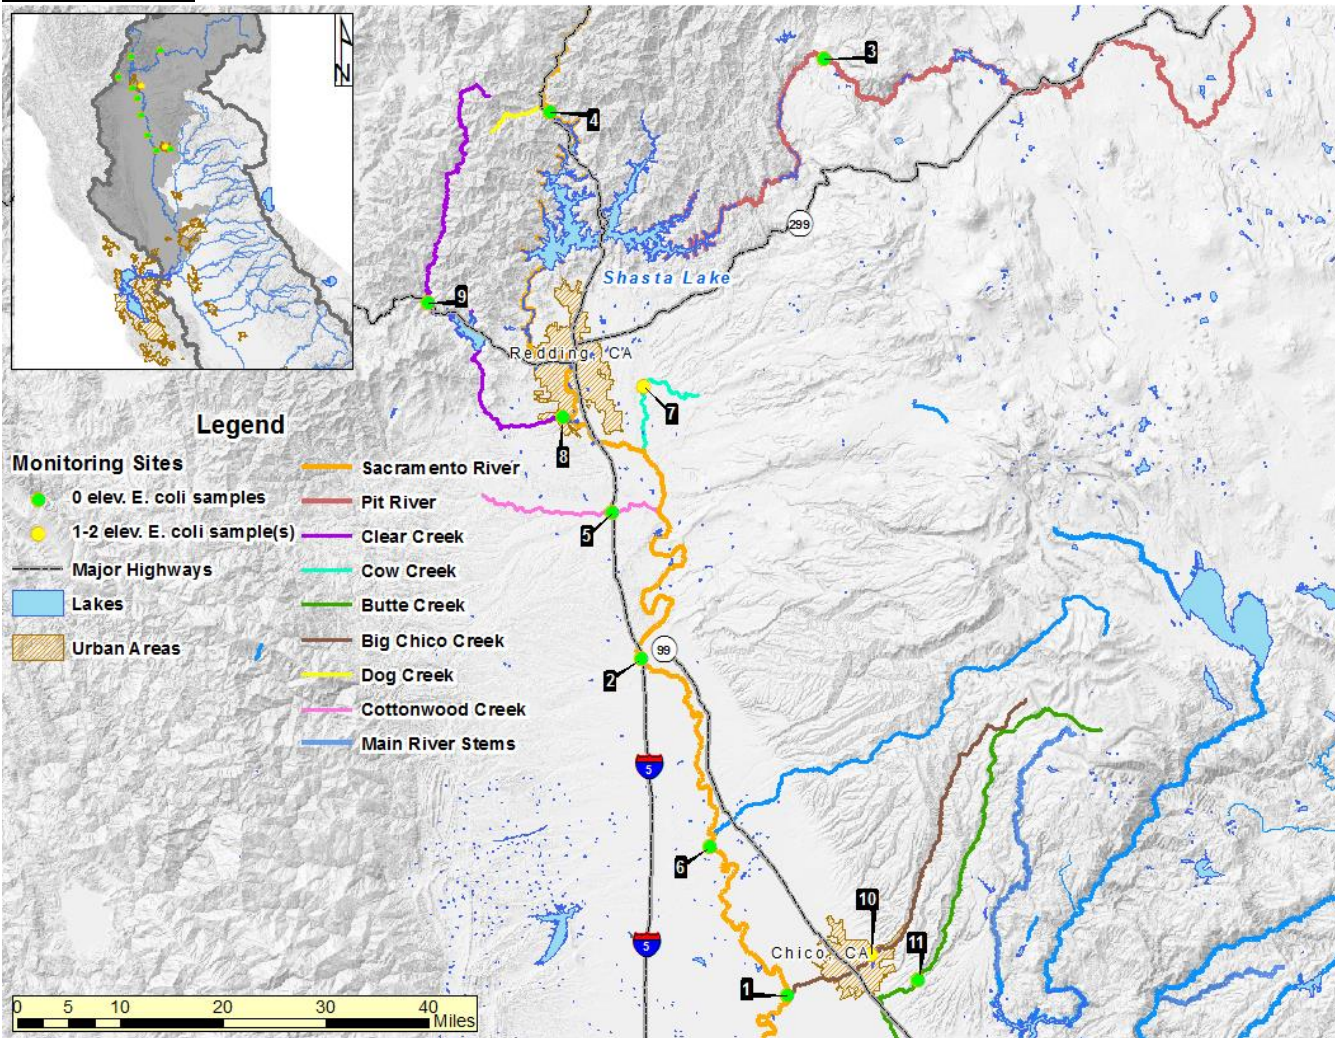 N
3
4
299
Shasta Lake
9
Redding, CA
7
8
5
99
2
5
6
10
Chico, CA
11
5
1
Legend
Monitoring Sites
0 elev. E. coli samples
1-2 elev. E. coli sample(s)
Major Highways
Lakes
Urban Areas
Sacramento River
Pit River
Clear Creek
Cow Creek
Butte Creek
Big Chico Creek
Dog Creek
Cottonwood Creek
Main River Stems
0 5 10 20 30 40
Miles